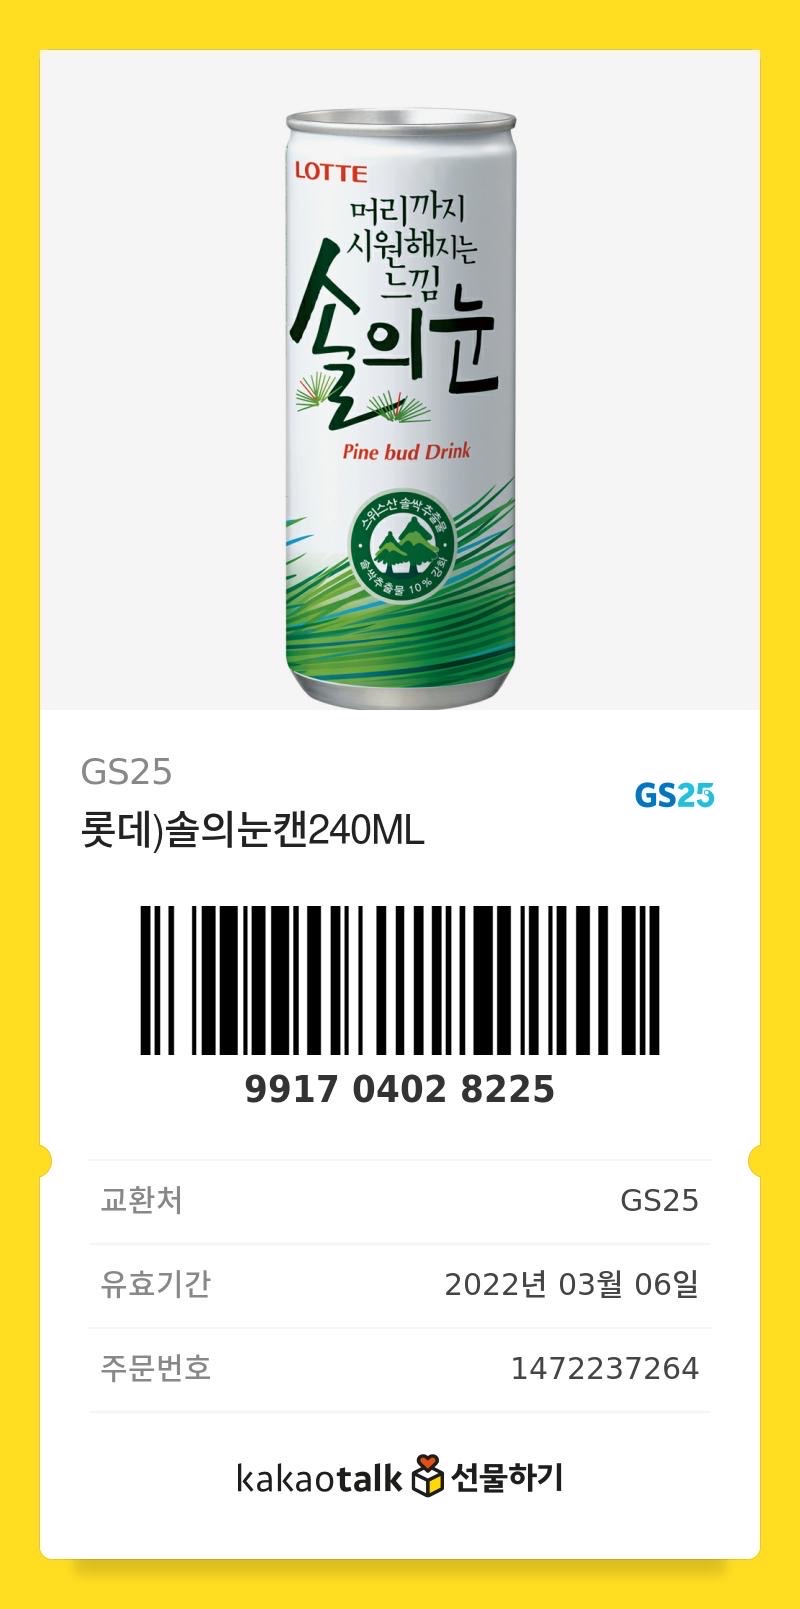 LOTTE
머리까지
시원해지는
느낌
솔의눈
Pine bud Drink
스위스산 솔싹추출물
솔싹추출물 10% 강화
GS25
GS25
롯데)솔의눈캔240ML
9917 0402 8225
교환처 GS25
유효기간 2022년 03월 06일
주문번호 1472237264
kakaotalk 선물하기